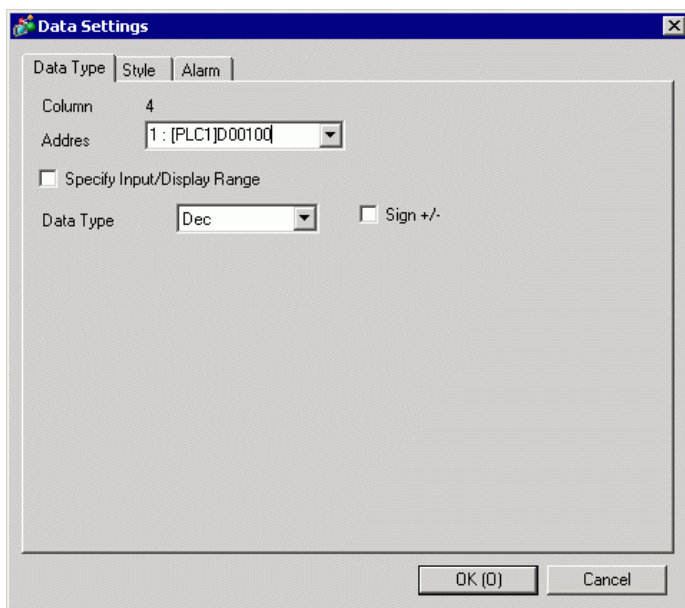 Data Settings
Data Type Style Alarm
Column 4
Addres 1 : [PLC1]D00100
Specify Input/Display Range
Data Type Dec Sign +/-
OK (O) Cancel